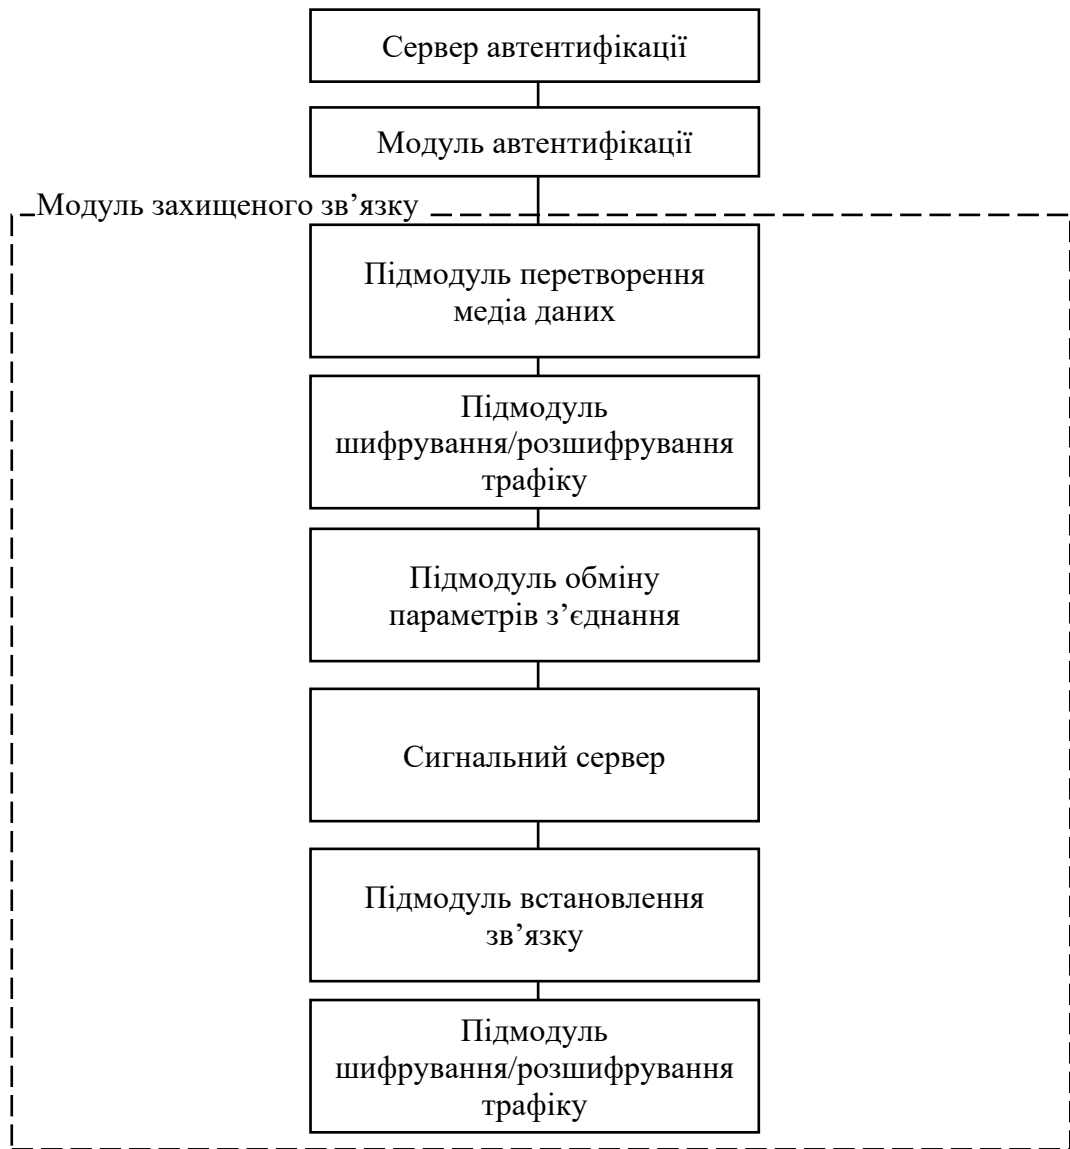 Сервер автентифікації
Модуль автентифікації
Модуль захищеного зв’язку
Підмодуль перетворення
медіа даних
Підмодуль
шифрування/розшифрування
трафіку
Підмодуль обміну
параметрів з’єднання
Сигнальний сервер
Підмодуль встановлення
зв’язку
Підмодуль
шифрування/розшифрування
трафіку